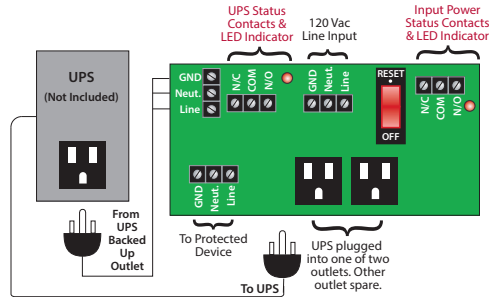 UPS Status
Contacts &
LED Indicator
120 Vac
Line Input
Input Power
Status Contacts
& LED Indicator
UPS
(Not Included)
GND
Neut.
Line
N/C
COM
N/O
GND
Neut.
Line
RESET
OFF
N/C
COM
N/O
GND
Neut.
Line
From
UPS
Backed
Up
Outlet
To Protected
Device
To UPS
UPS plugged
into one of two
outlets. Other
outlet spare.